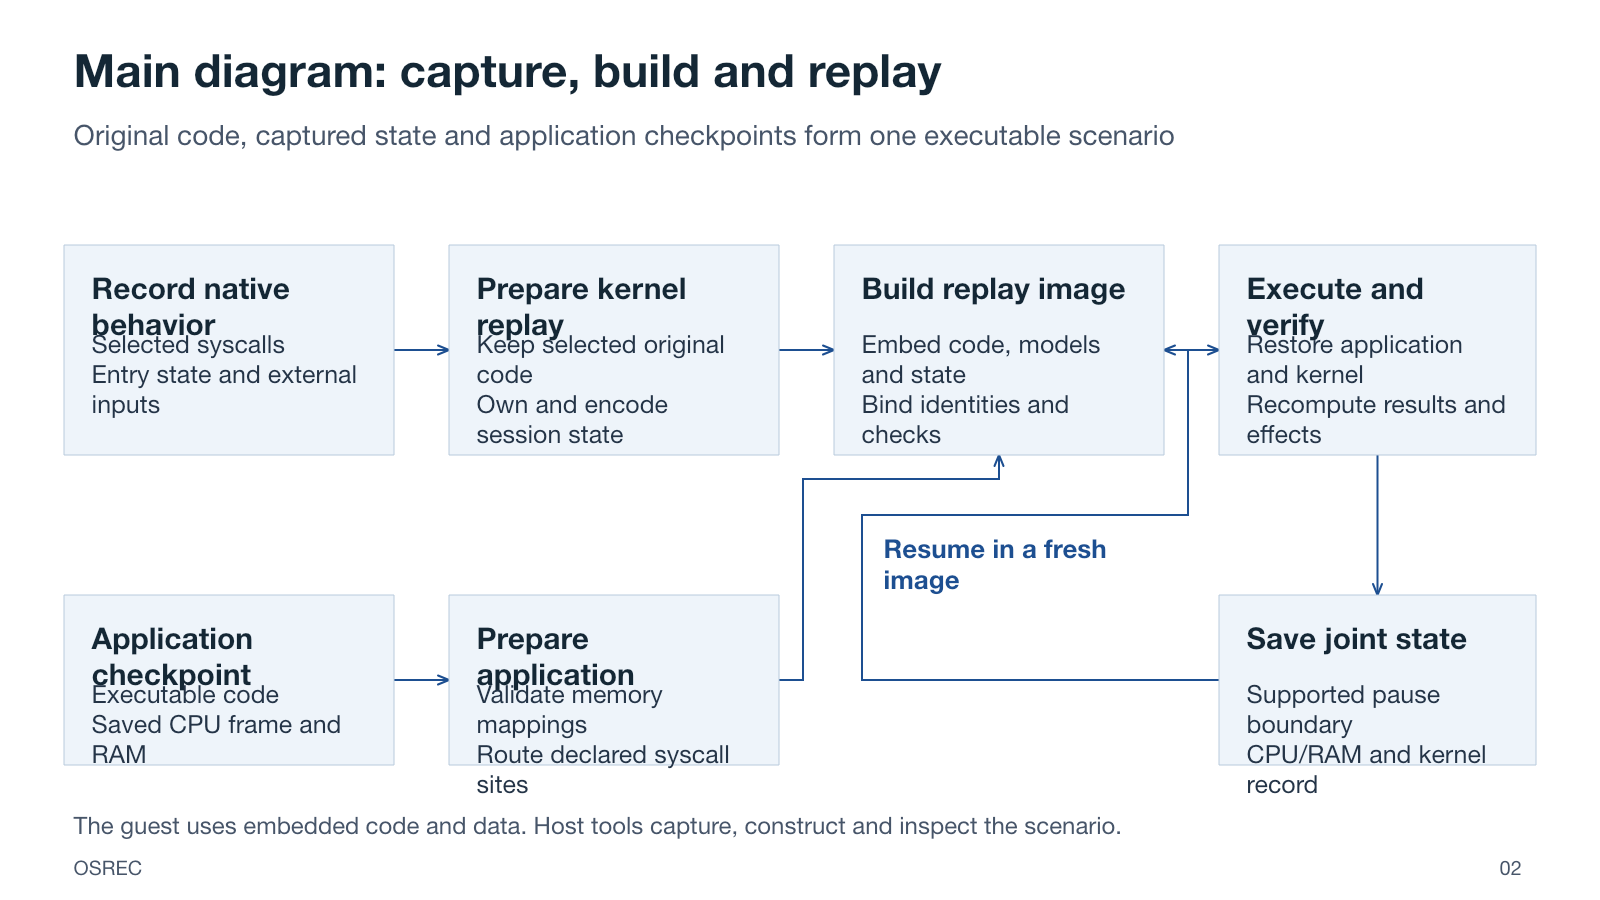 Main diagram: capture, build and replay
Original code, captured state and application checkpoints form one executable scenario
Record native
behavior
Selected syscalls
Entry state and external
inputs
Prepare kernel
replay
Keep selected original
code
Own and encode
session state
Build replay image
Embed code, models
and state
Bind identities and
checks
Execute and
verify
Restore application
and kernel
Recompute results and
effects
Resume in a fresh
image
Application
checkpoint
Executable code
Saved CPU frame and
RAM
Prepare
application
Validate memory
mappings
Route declared syscall
sites
Save joint state
Supported pause
boundary
CPU/RAM and kernel
record
The guest uses embedded code and data. Host tools capture, construct and inspect the scenario.
OSREC
02